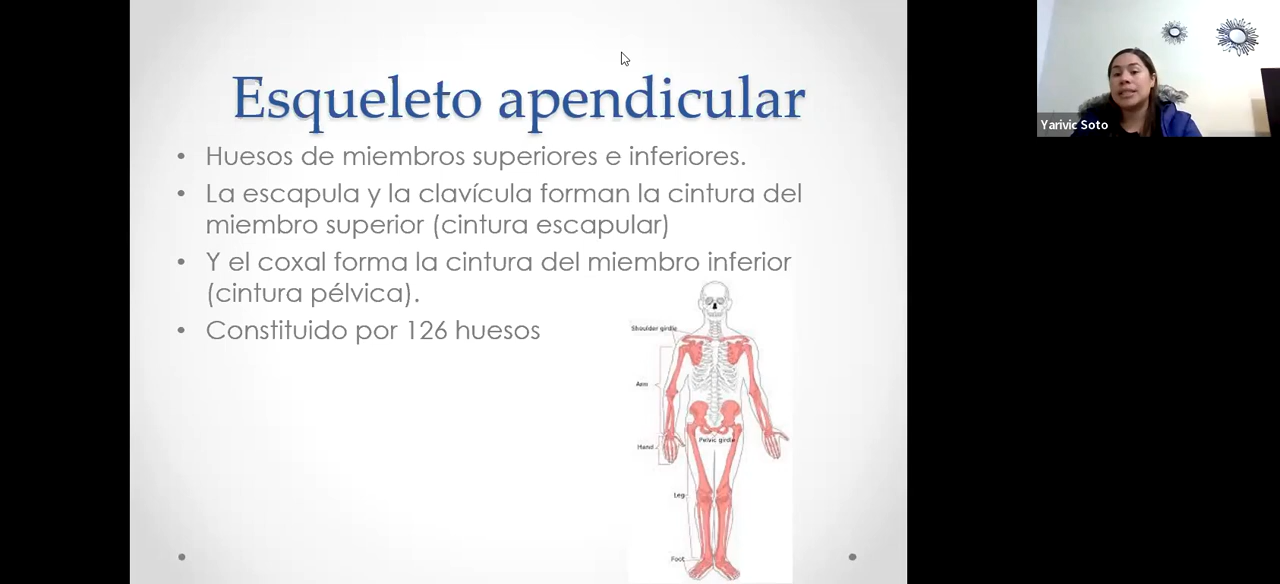 Esqueleto apendicular
• Huesos de miembros superiores e inferiores.
• La escapula y la clavícula forman la cintura del
miembro superior (cintura escapular)
• Y el coxal forma la cintura del miembro inferior
(cintura pélvica).
• Constituido por 126 huesos
Shoulder girdle
Arm
Hand
Pelvic girdle
Leg
Foot
Yarivic Soto